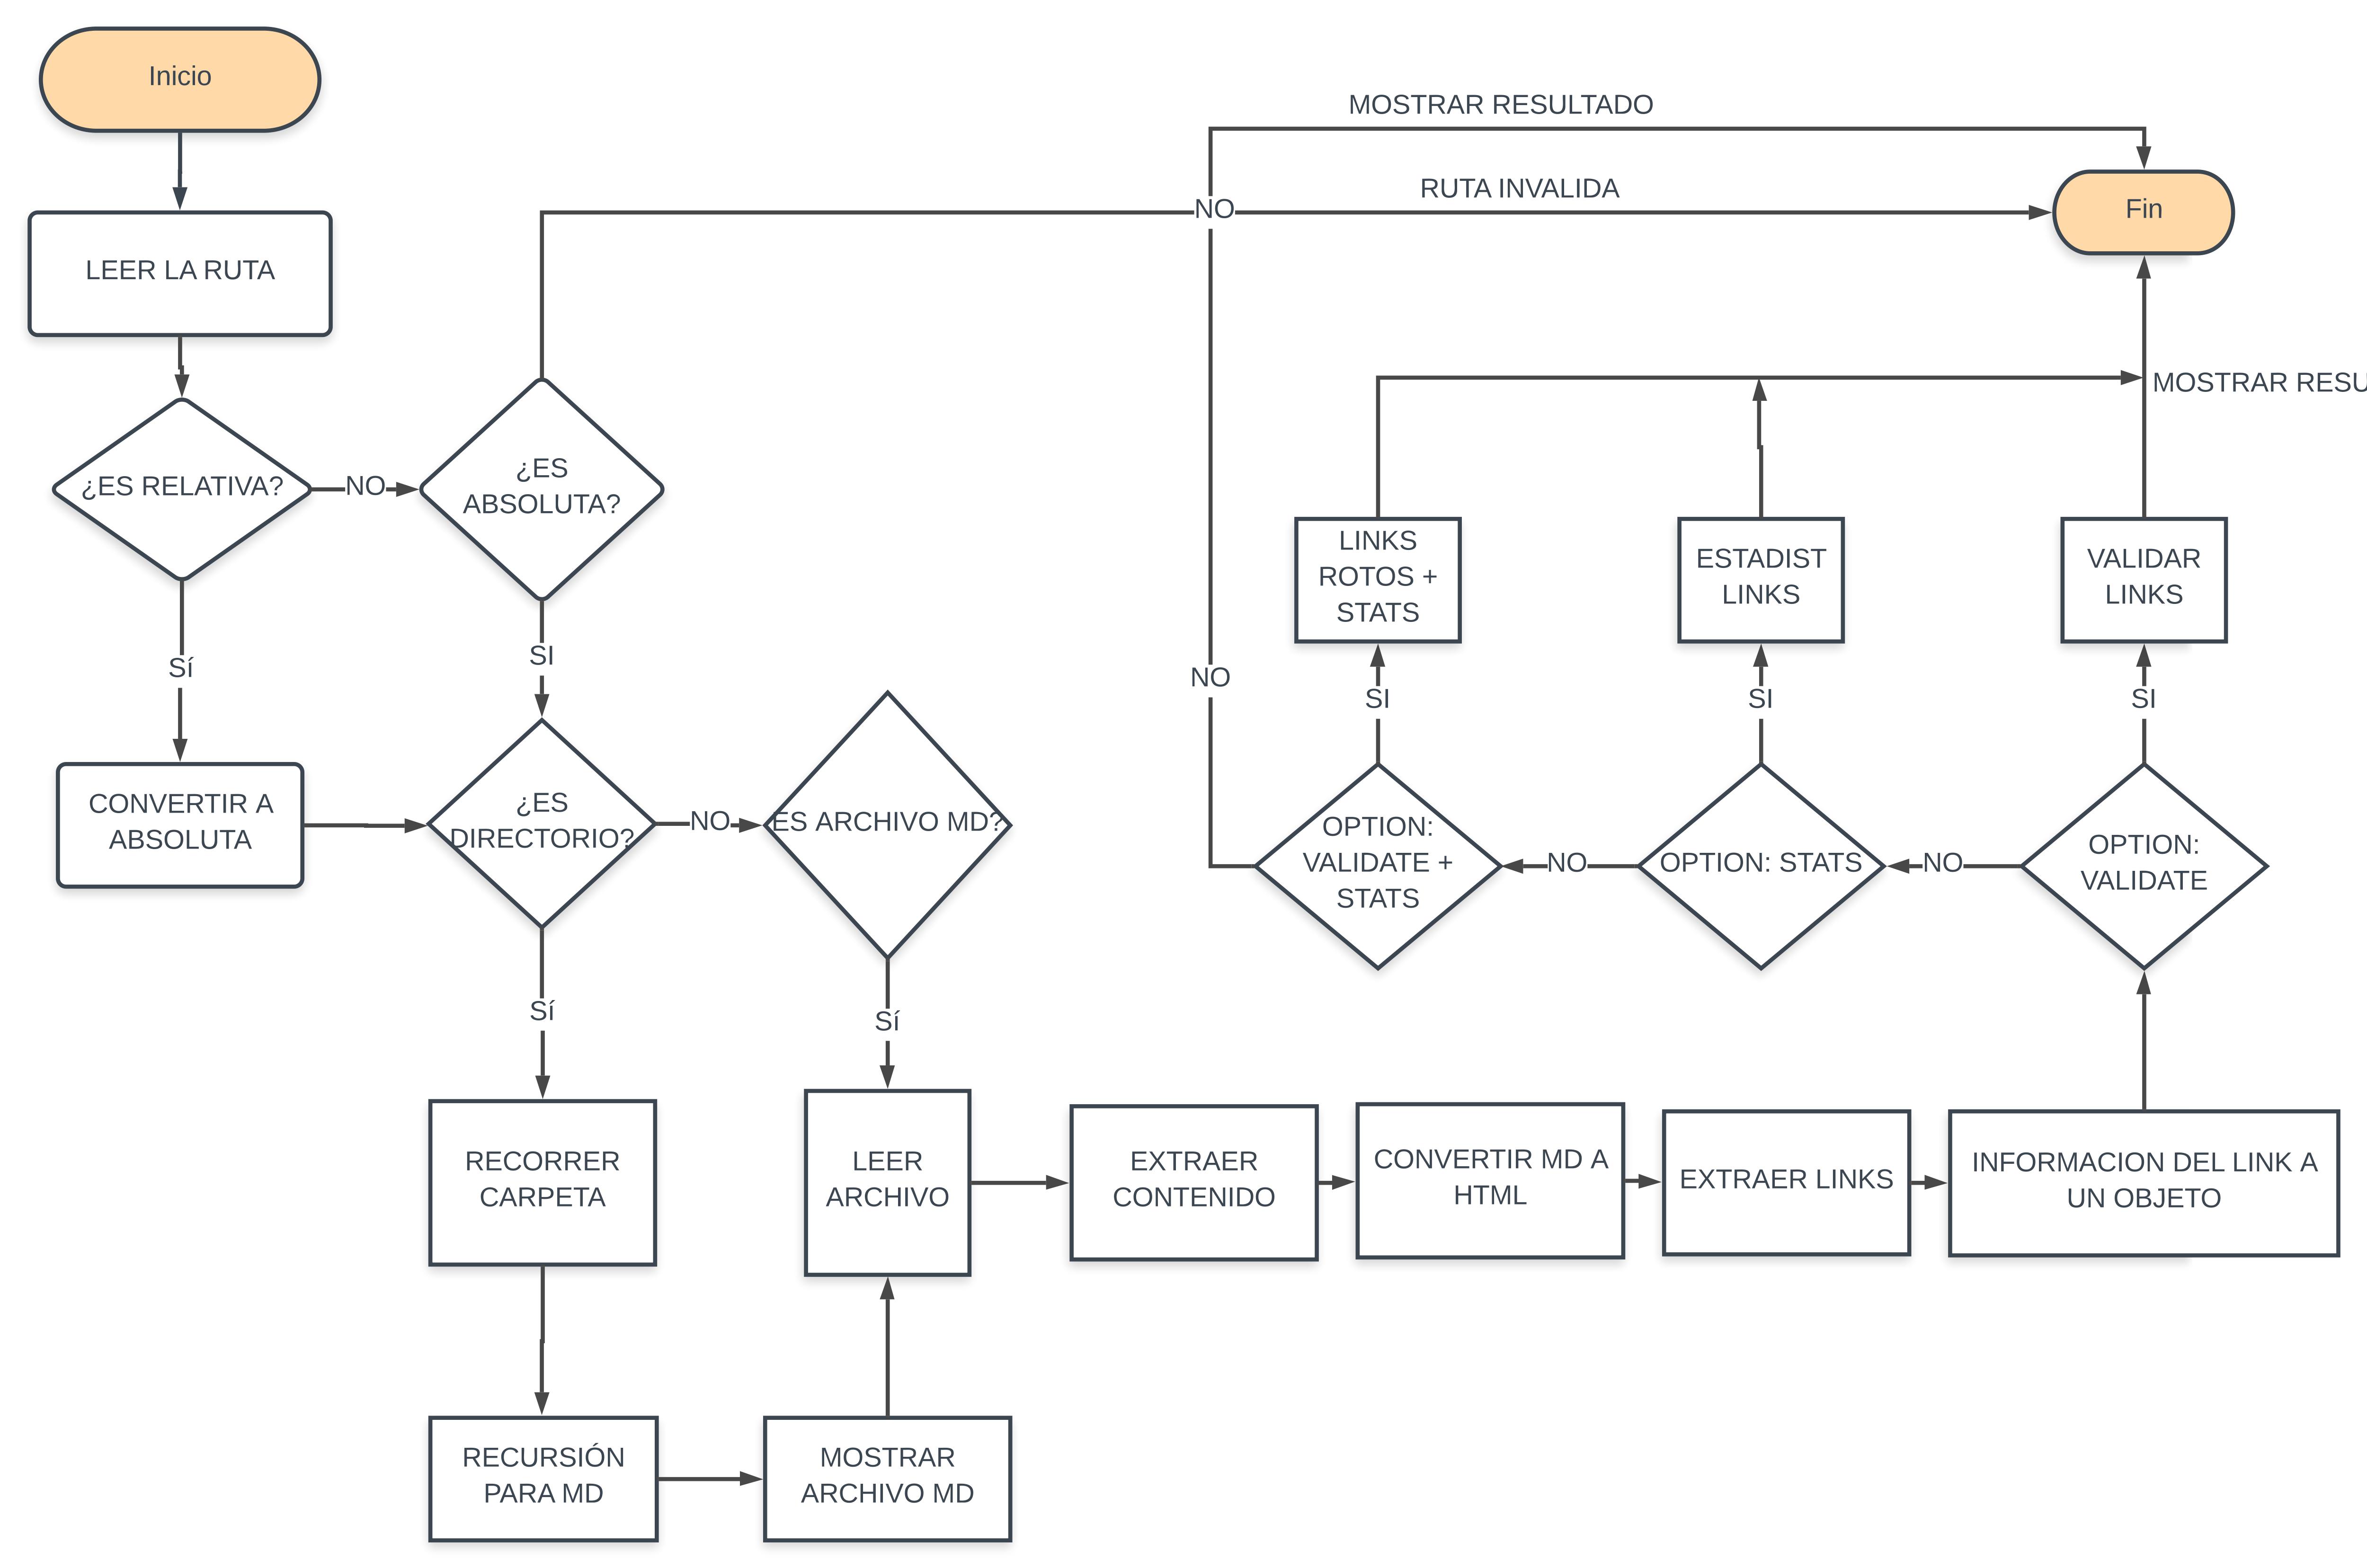 Inicio
MOSTRAR RESULTADO
RUTA INVALIDA
NO
Fin
LEER LA RUTA
MOSTRAR RESU
¿ES RELATIVA?
NO
¿ES
ABSOLUTA?
LINKS
ROTOS +
STATS
ESTADIST
LINKS
VALIDAR
LINKS
Sí
SI
NO
SI
SI
SI
CONVERTIR A
ABSOLUTA
¿ES
DIRECTORIO?
NO
ES ARCHIVO MD?
OPTION:
VALIDATE +
STATS
NO
OPTION: STATS
NO
OPTION:
VALIDATE
Sí
Sí
RECORRER
CARPETA
LEER
ARCHIVO
EXTRAER
CONTENIDO
CONVERTIR MD A
HTML
EXTRAER LINKS
INFORMACION DEL LINK A
UN OBJETO
RECURSIÓN
PARA MD
MOSTRAR
ARCHIVO MD